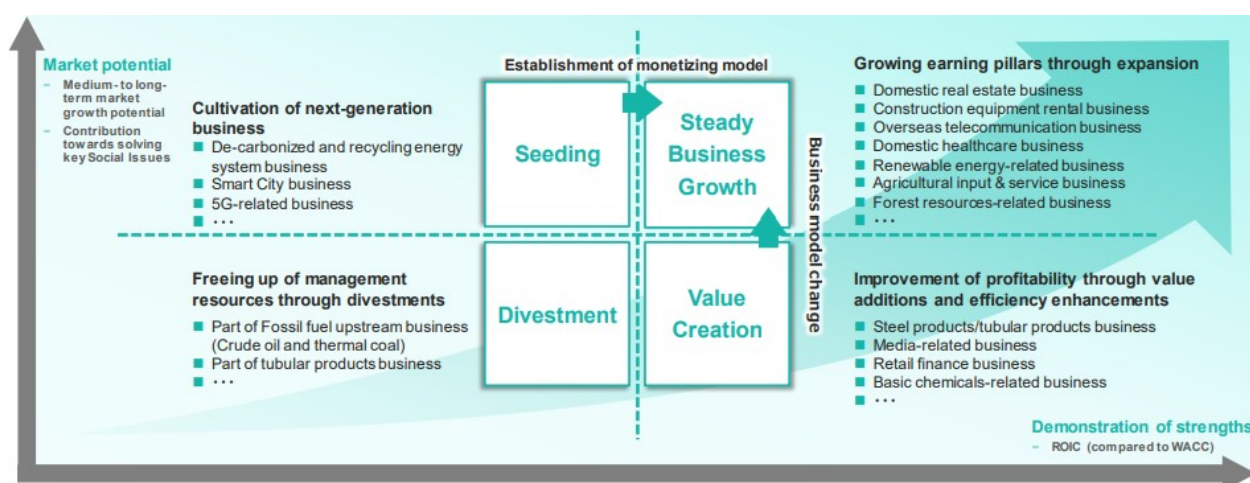 Market potential
– Medium- to long-
term market
growth potential
– Contribution
towards solving
key Social Issues
Cultivation of next-generation
business
■ De-carbonized and recycling energy
system business
■ Smart City business
■ 5G-related business
■ ・・・
Establishment of monetizing model
Seeding
Steady
Business
Growth
Business model change
Growing earning pillars through expansion
■ Domestic real estate business
■ Construction equipment rental business
■ Overseas telecommunication business
■ Domestic healthcare business
■ Renewable energy-related business
■ Agricultural input & service business
■ Forest resources-related business
■ ・・・
Freeing up of management
resources through divestments
■ Part of Fossil fuel upstream business
(Crude oil and thermal coal)
■ Part of tubular products business
■ ・・・
Divestment
Value
Creation
Improvement of profitability through value
additions and efficiency enhancements
■ Steel products/tubular products business
■ Media-related business
■ Retail finance business
■ Basic chemicals-related business
■ ・・・
Demonstration of strengths
– ROIC (compared to WACC)